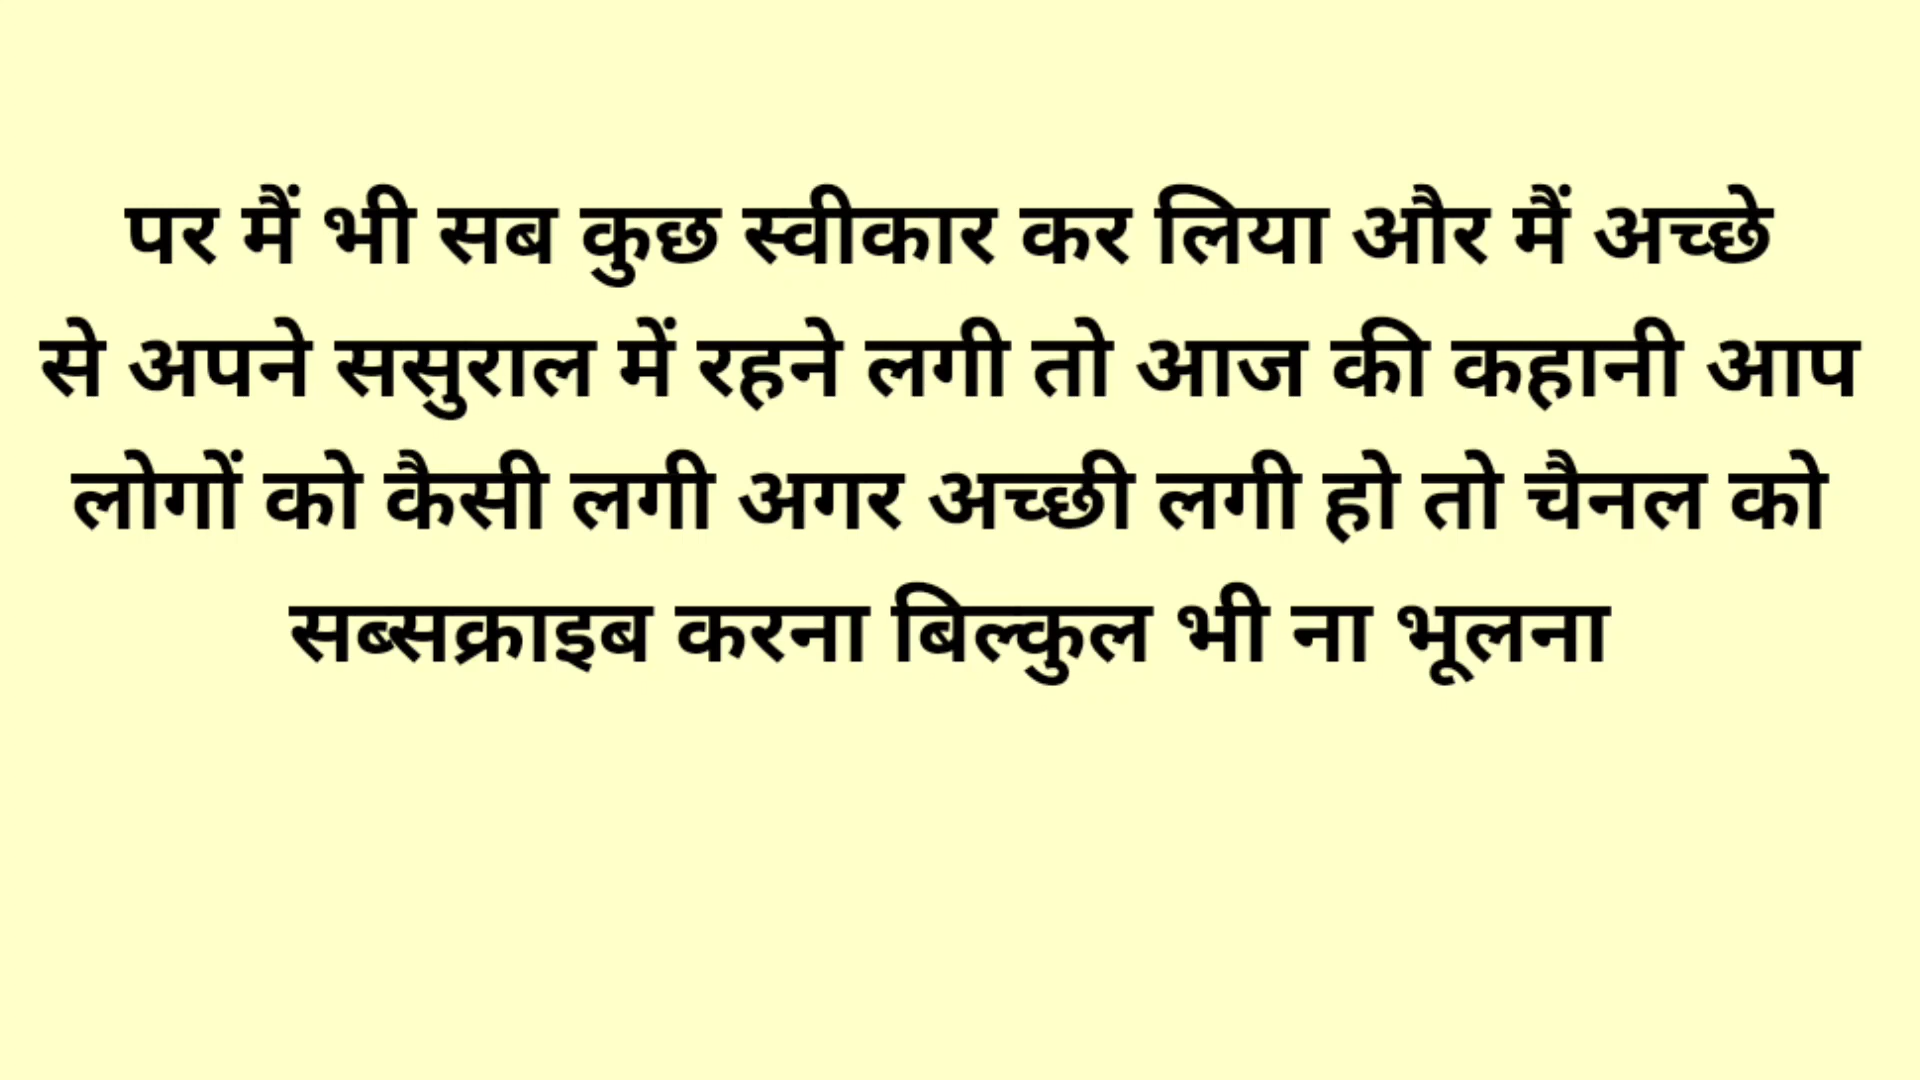 पर मैं भी सब कुछ स्वीकार कर लिया और मैं अच्छे
से अपने ससुराल में रहने लगी तो आज की कहानी आप
लोगों को कैसी लगी अगर अच्छी लगी हो तो चैनल को
सब्सक्राइब करना बिल्कुल भी ना भूलना